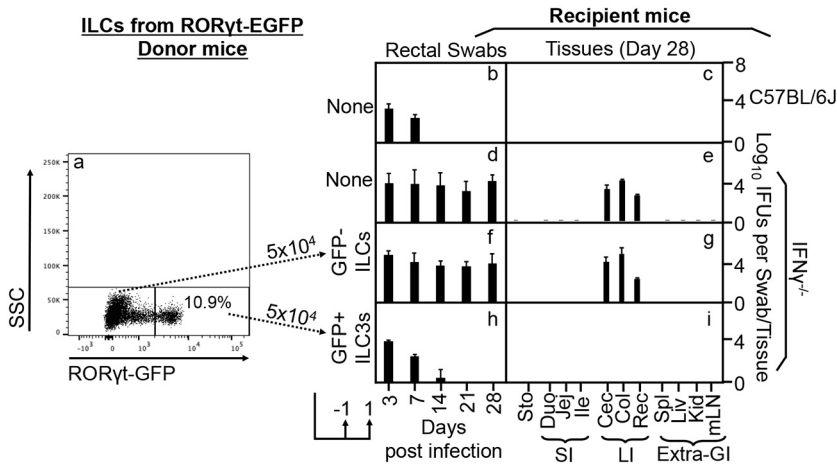 ILCs from RORγt-EGFP
Donor mice
Recipient mice
Rectal Swabs
Tissues (Day 28)
a
250K
200K
150K
100K
50K
0
-10³ 0 10³ 10⁴ 10⁵
SSC
RORγt-GFP
10.9%
5x10⁴
5x10⁴
None
None
GFP-
ILCs
GFP+
ILC3s
b
c
d
e
f
g
h
i
8
4
0
4
0
4
0
4
0
C57BL/6J
Log₁₀ IFUs per Swab/Tissue
IFNγ-/-
-1 1
3 7 14 21 28
Days
post infection
Sto Duo Jej Ile Cec Col Rec Spl Liv Kid mLN
SI LI Extra-GI